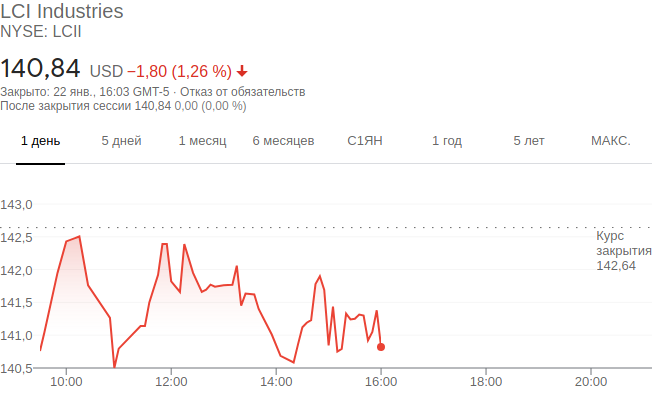 LCI Industries
NYSE: LCII
140,84 USD −1,80 (1,26 %)
Закрыто: 22 янв., 16:03 GMT-5 · Отказ от обязательств
После закрытия сессии 140,84 0,00 (0,00 %)
1 день 5 дней 1 месяц 6 месяцев С1ЯН 1 год 5 лет МАКС.
143,0
142,5
142,0
141,5
141,0
140,5
Курс
закрытия
142,64
10:00 12:00 14:00 16:00 18:00 20:00